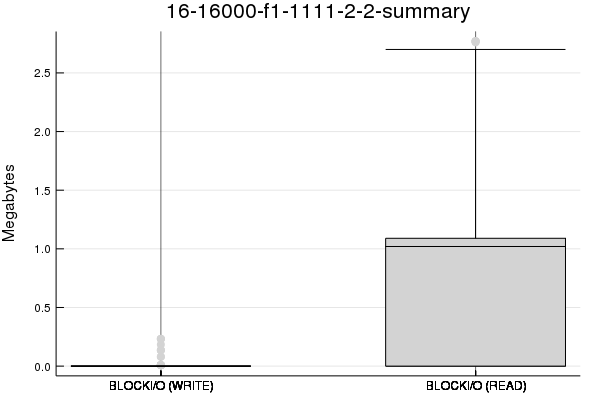 16-16000-f1-1111-2-2-summary
Megabytes
2.5
2.0
1.5
1.0
0.5
0.0
BLOCKI/O (WRITE)
BLOCKI/O (READ)